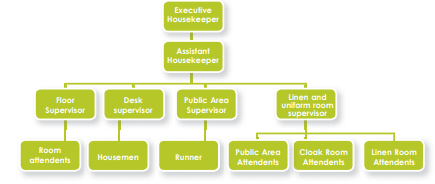 Executive
Housekeeper
Assistant
Housekeeper
Floor
Supervisor
Desk
supervisor
Public Area
Supervisor
Linen and
uniform room
supervisor
Room
attendents
Housemen
Runner
Public Area
Attendents
Cloak Room
Attendents
Linen Room
Attendents